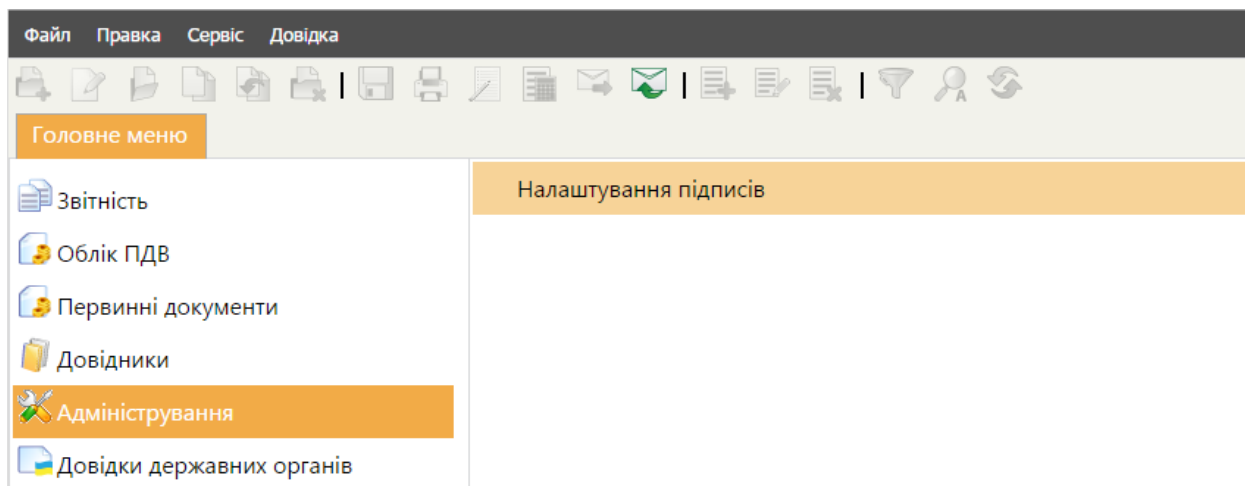 Файл Правка Сервіс Довідка
Головне меню
Звітність
Налаштування підписів
Облік ПДВ
Первинні документи
Довідники
Адміністрування
Довідки державних органів